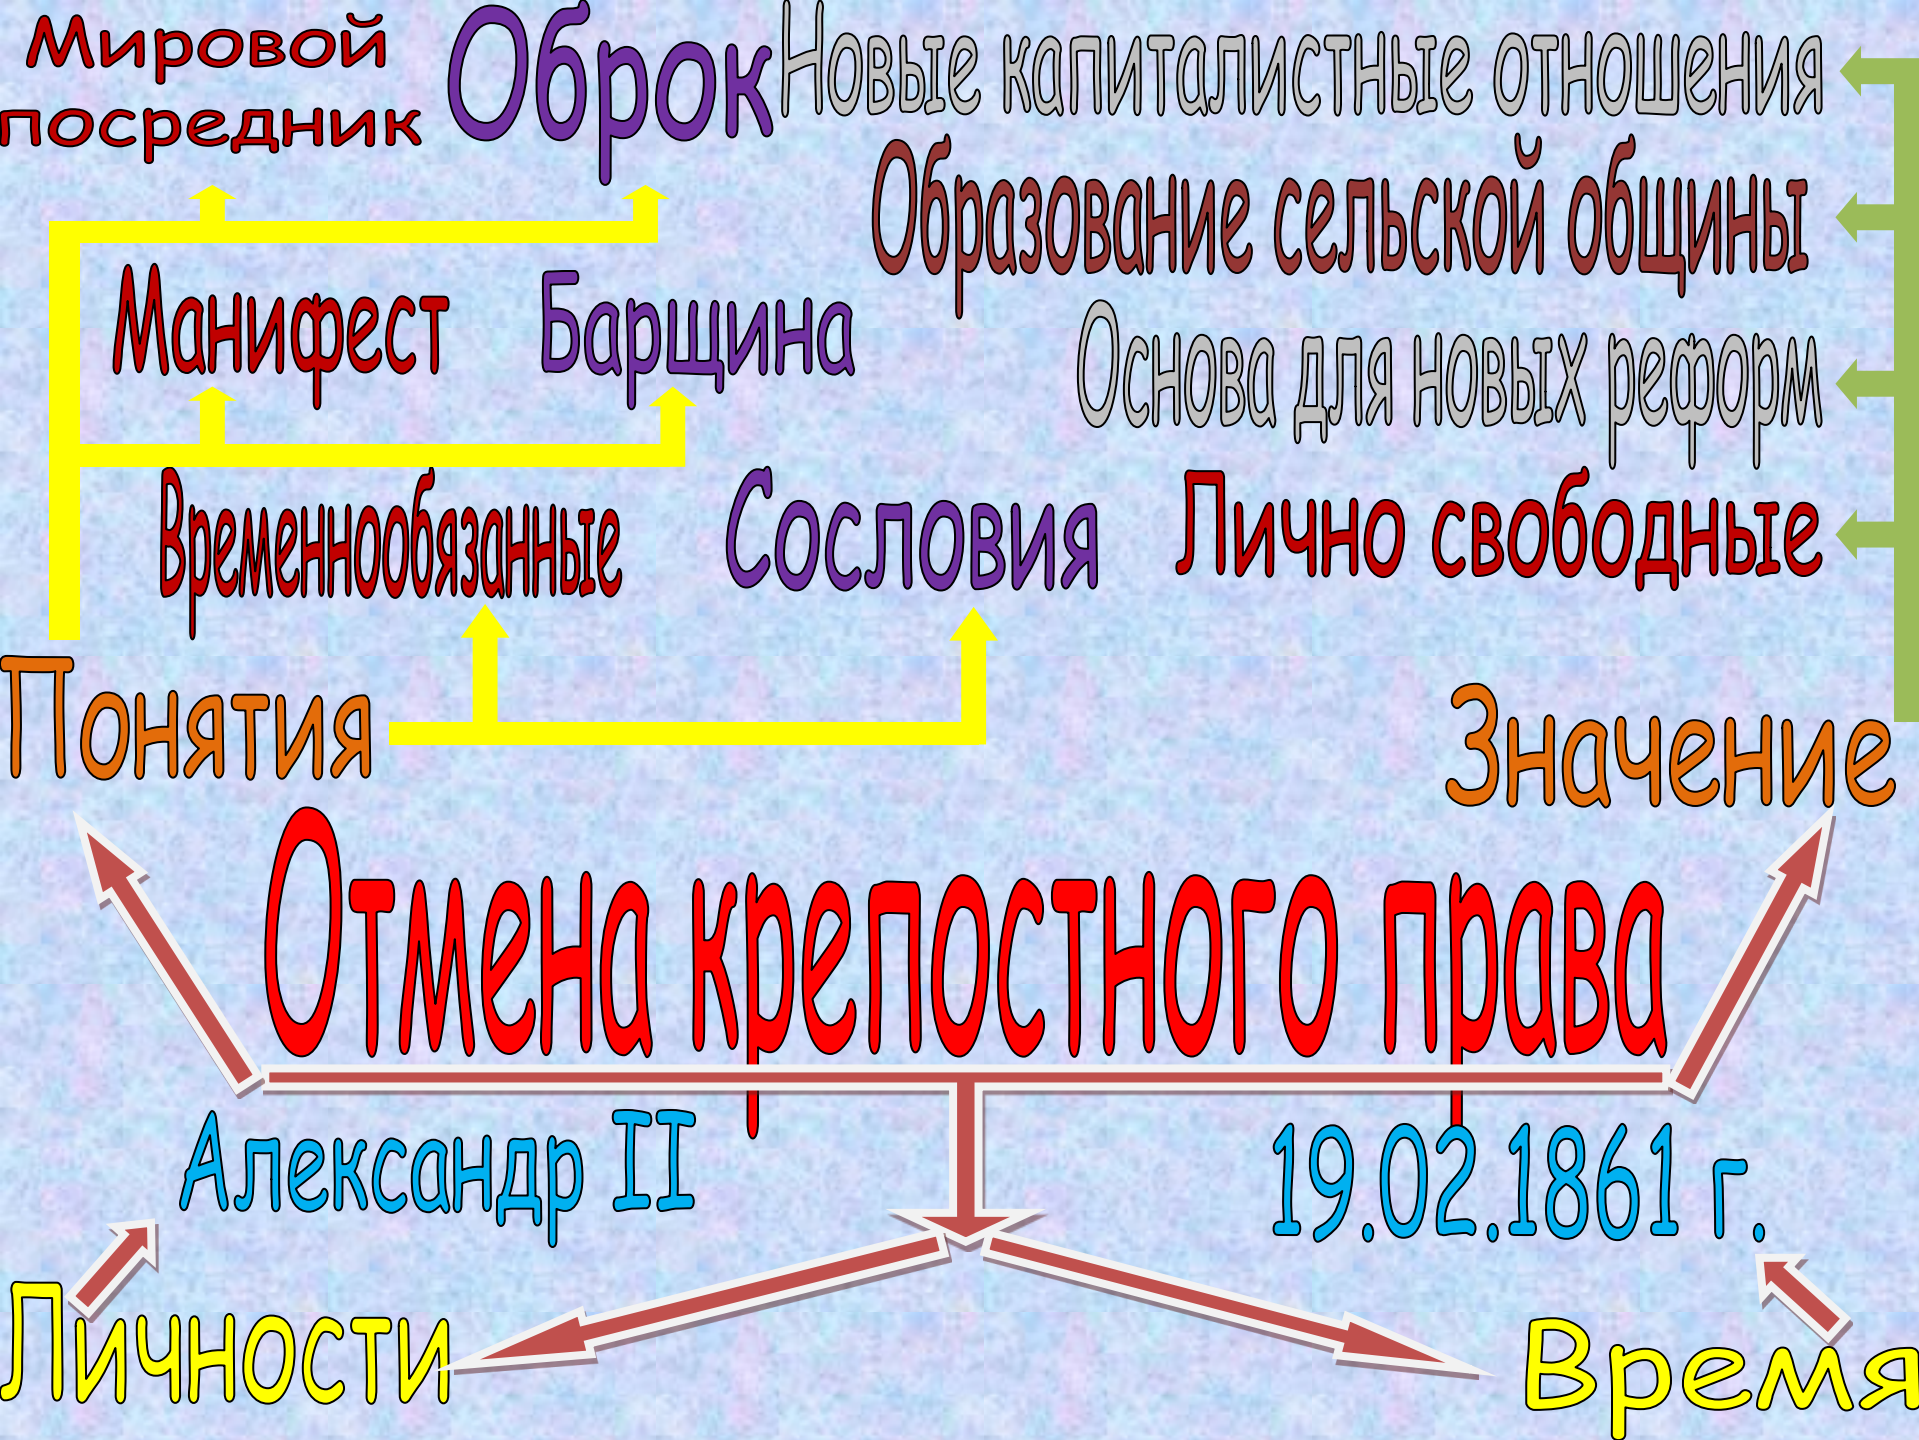 Мировой
посредник
Оброк
Новые капиталистные отношения
Образование сельской общины
Манифест
Барщина
Основа для новых реформ
Временнообязанные
Сословия
Лично свободные
Понятия
Значение
Отмена крепостного права
Александр II
19.02.1861 г.
Личности
Время